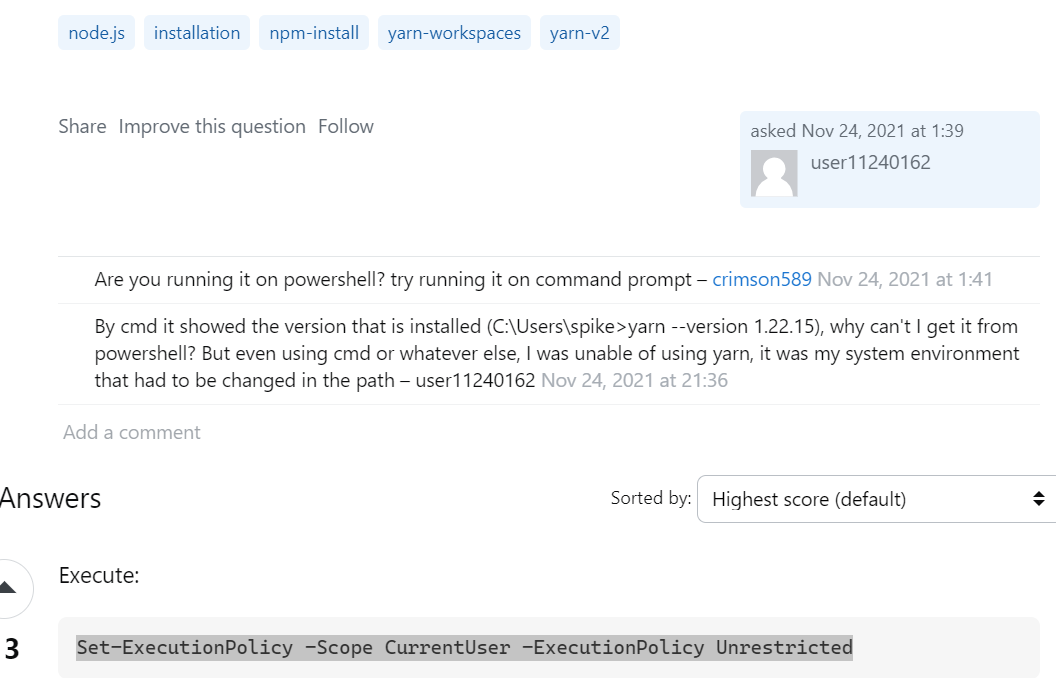 node.js installation npm-install yarn-workspaces yarn-v2
Share Improve this question Follow
asked Nov 24, 2021 at 1:39
user11240162
Are you running it on powershell? try running it on command prompt – crimson589 Nov 24, 2021 at 1:41
By cmd it showed the version that is installed (C:\Users\spike>yarn --version 1.22.15), why can't I get it from
powershell? But even using cmd or whatever else, I was unable of using yarn, it was my system environment
that had to be changed in the path – user11240162 Nov 24, 2021 at 21:36
Add a comment
Answers
Sorted by: Highest score (default)
Execute:
3
Set-ExecutionPolicy -Scope CurrentUser -ExecutionPolicy Unrestricted